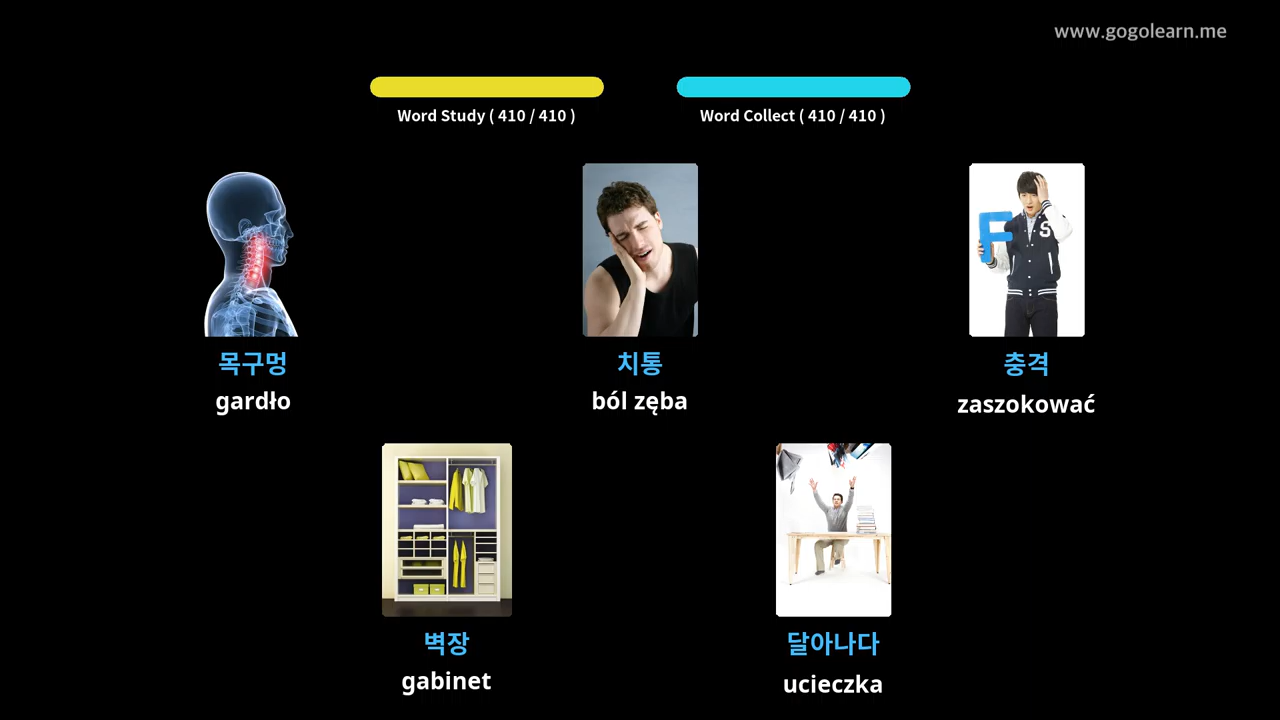 www.gogolearn.me
Word Study ( 410 / 410 )
Word Collect ( 410 / 410 )
F
S
목구멍
치통
충격
gardło
ból zęba
zaszokować
벽장
달아나다
gabinet
ucieczka